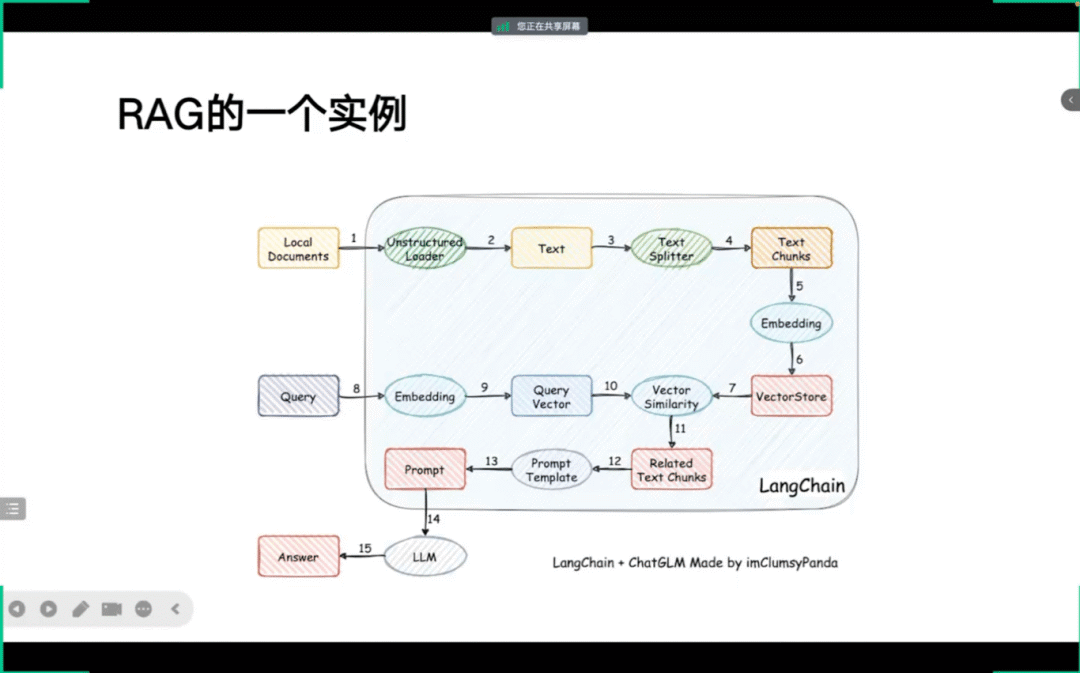 您正在共享屏幕
RAG的一个实例
Local
Documents
1
Unstructured
Loader
2
Text
3
Text
Splitter
4
Text
Chunks
5
Embedding
6
Query
8
Embedding
9
Query
Vector
10
Vector
Similarity
7
VectorStore
11
Prompt
13
Prompt
Template
12
Related
Text Chunks
LangChain
14
Answer
15
LLM
LangChain + ChatGLM Made by imClumsyPanda